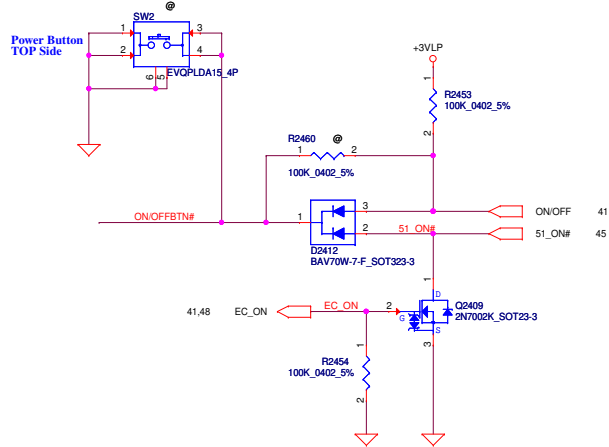 @
SW2
1 3
2 4
Power Button
TOP Side
6 5
EVQPLDA15_4P
+3VLP
1
R2453
100K_0402_5%
2
R2460 @
1 2
100K_0402_5%
ON/OFFBTN# 1 3 ON/OFF 41
2 51_ON# 51_ON# 45
D2412
BAV70W-7-F_SOT323-3
1
D
Q2409
2N7002K_SOT23-3
41,48 EC_ON EC_ON 2
G
S
3
1
R2454
100K_0402_5%
2